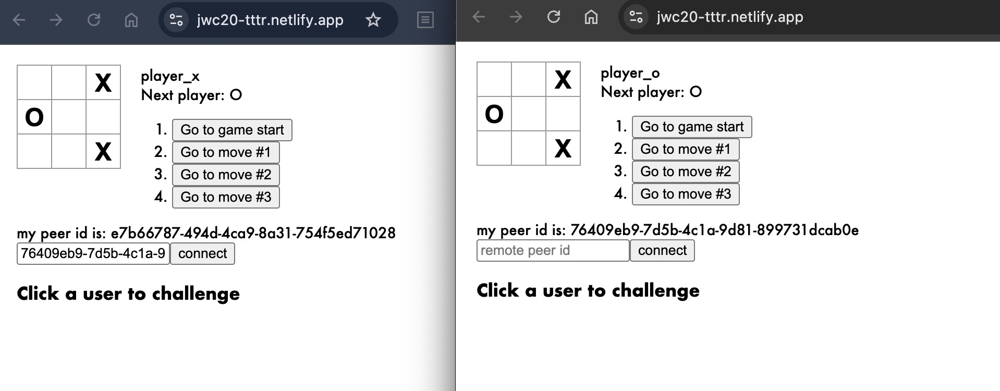 jwc20-tttr.netlify.app
X
O
X
player_x
Next player: O
1. Go to game start
2. Go to move #1
3. Go to move #2
4. Go to move #3
my peer id is: e7b66787-494d-4ca9-8a31-754f5ed71028
76409eb9-7d5b-4c1a-9 connect
Click a user to challenge
jwc20-tttr.netlify.app
X
O
X
player_o
Next player: O
1. Go to game start
2. Go to move #1
3. Go to move #2
4. Go to move #3
my peer id is: 76409eb9-7d5b-4c1a-9d81-899731dcab0e
remote peer id connect
Click a user to challenge